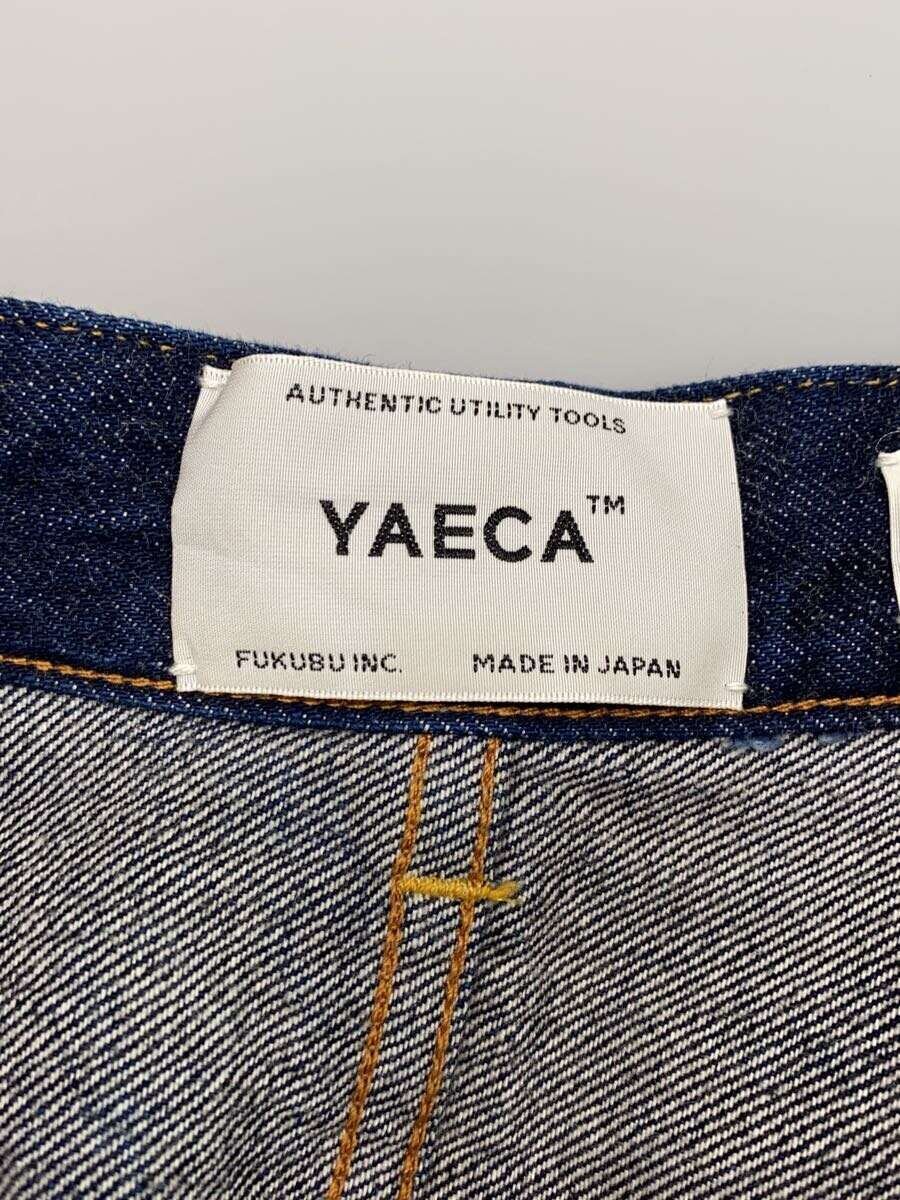 AUTHENTIC UTILITY TOOLS
YAECA™
FUKUBU INC. MADE IN JAPAN